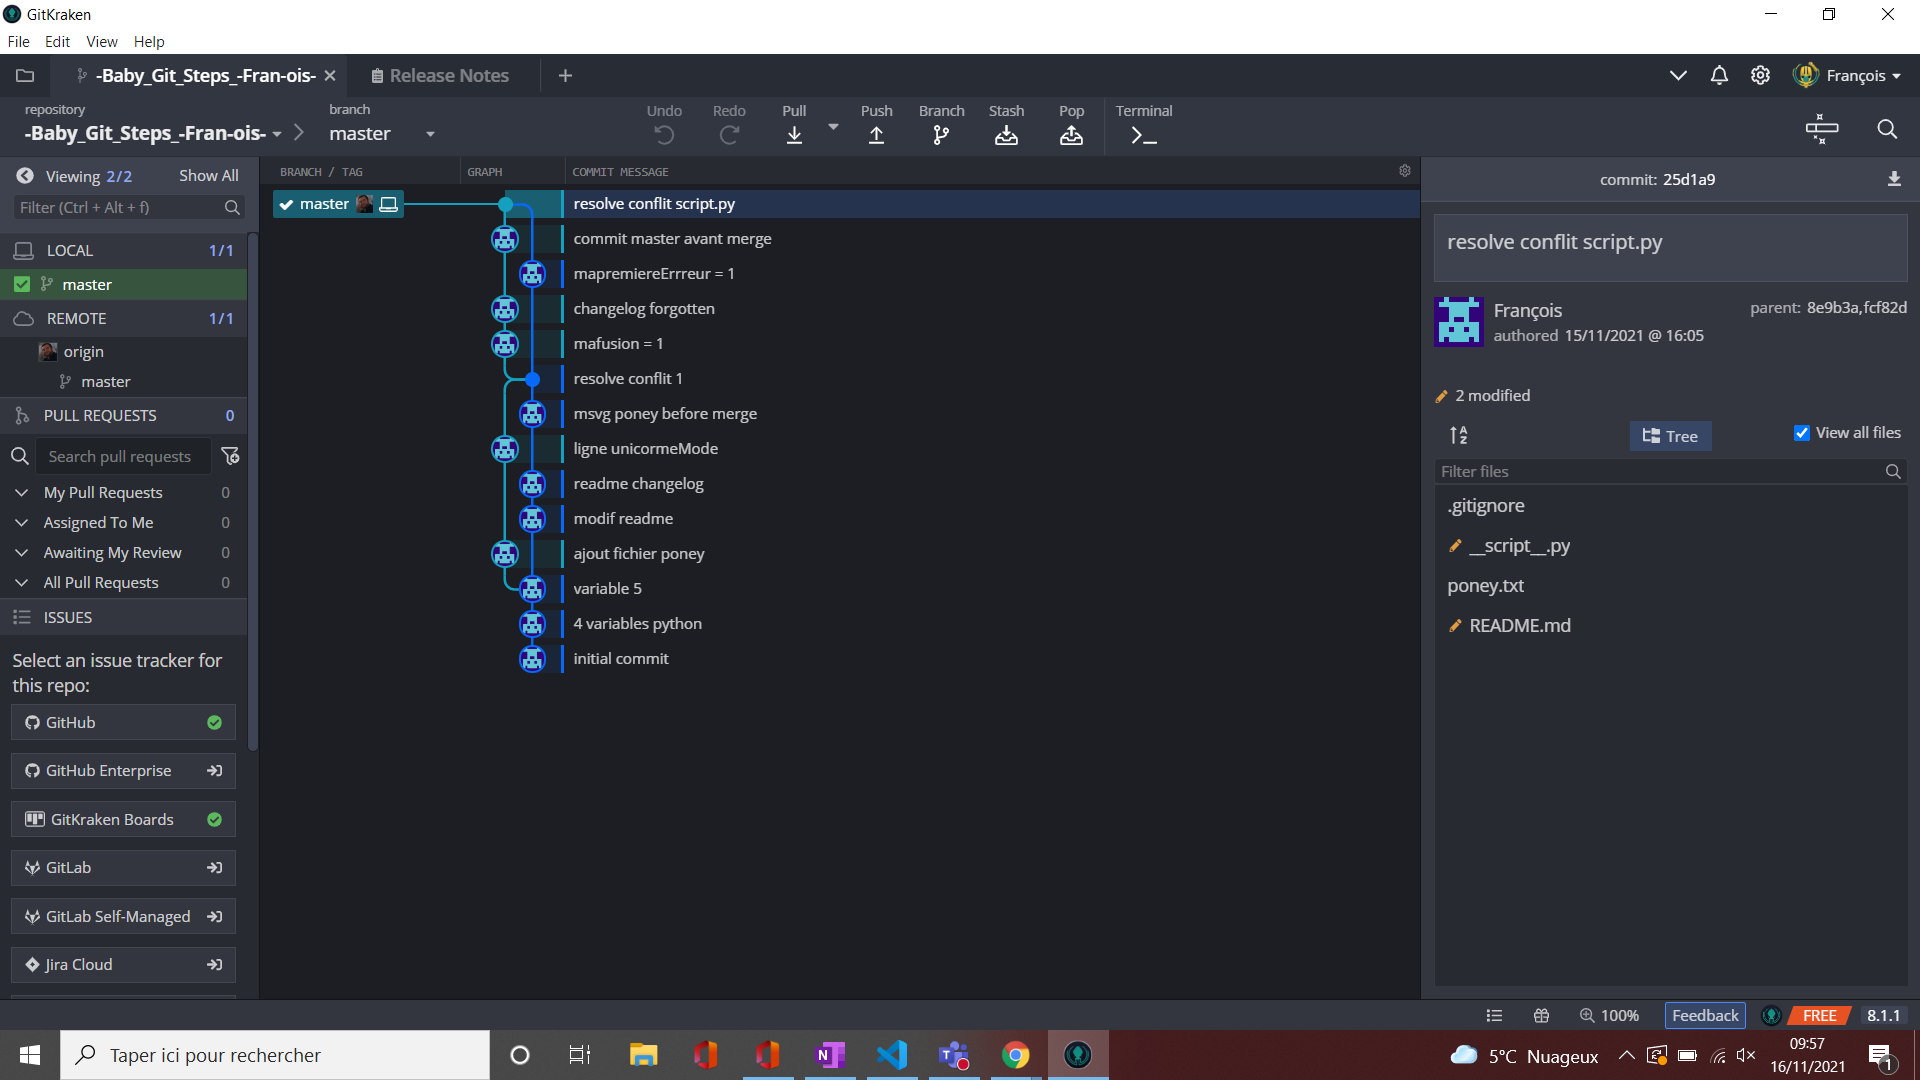 GitKraken
File Edit View Help
-Baby_Git_Steps_-Fran-ois- Release Notes François
repository
-Baby_Git_Steps_-Fran-ois-
branch
master
Undo Redo Pull Push Branch Stash Pop Terminal
Viewing 2/2 Show All
Filter (Ctrl + Alt + f)
LOCAL 1/1
master
REMOTE 1/1
origin
master
PULL REQUESTS 0
Search pull requests
My Pull Requests 0
Assigned To Me 0
Awaiting My Review 0
All Pull Requests 0
ISSUES
Select an issue tracker for
this repo:
GitHub
GitHub Enterprise
GitKraken Boards
GitLab
GitLab Self-Managed
Jira Cloud
BRANCH / TAG GRAPH COMMIT MESSAGE
master resolve conflit script.py
commit master avant merge
mapremiereErrreur = 1
changelog forgotten
mafusion = 1
resolve conflit 1
msvg poney before merge
ligne unicormeMode
readme changelog
modif readme
ajout fichier poney
variable 5
4 variables python
initial commit
commit: 25d1a9
resolve conflit script.py
François
authored 15/11/2021 @ 16:05
parent: 8e9b3a,fcf82d
2 modified
Tree View all files
Filter files
.gitignore
__script__.py
poney.txt
README.md
100% Feedback FREE 8.1.1
Taper ici pour rechercher
5°C Nuageux
09:57
16/11/2021
1